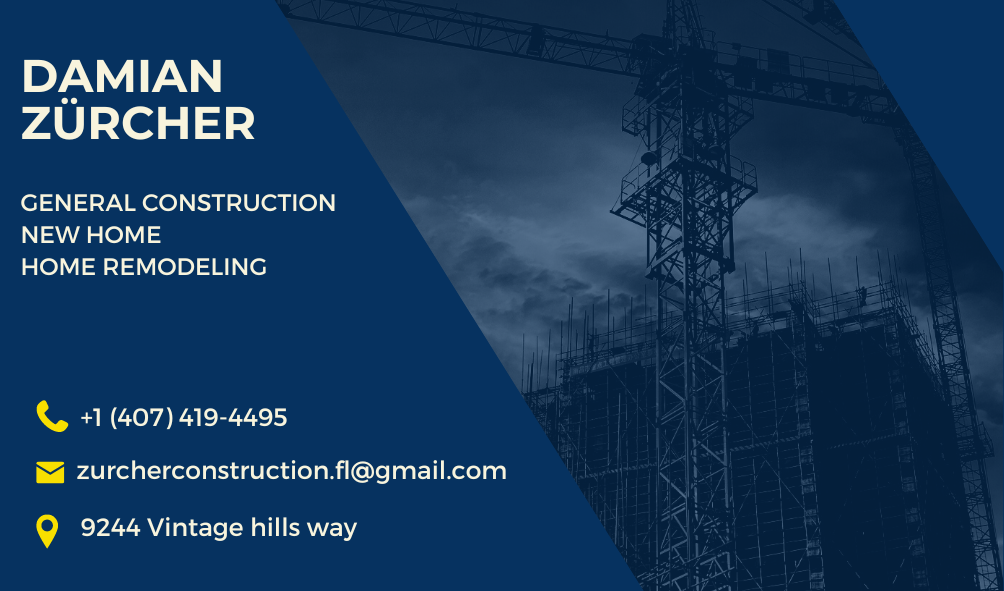 DAMIAN
ZÜRCHER
GENERAL CONSTRUCTION
NEW HOME
HOME REMODELING
+1 (407) 419-4495
zurcherconstruction.fl@gmail.com
9244 Vintage hills way